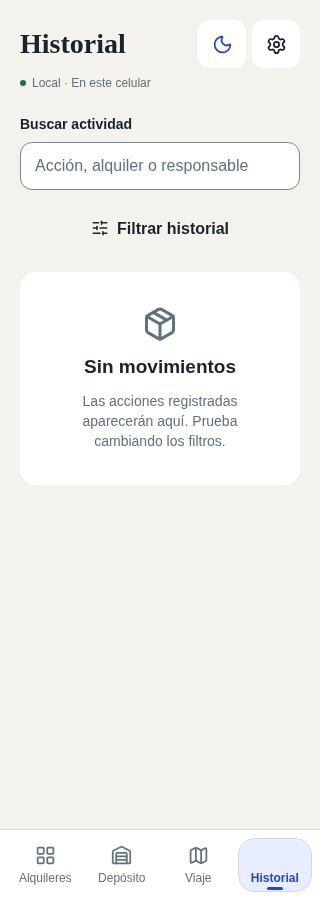 Historial
Local · En este celular
Buscar actividad
Acción, alquiler o responsable
Filtrar historial
Sin movimientos
Las acciones registradas
aparecerán aquí. Prueba
cambiando los filtros.
Alquileres
Depósito
Viaje
Historial